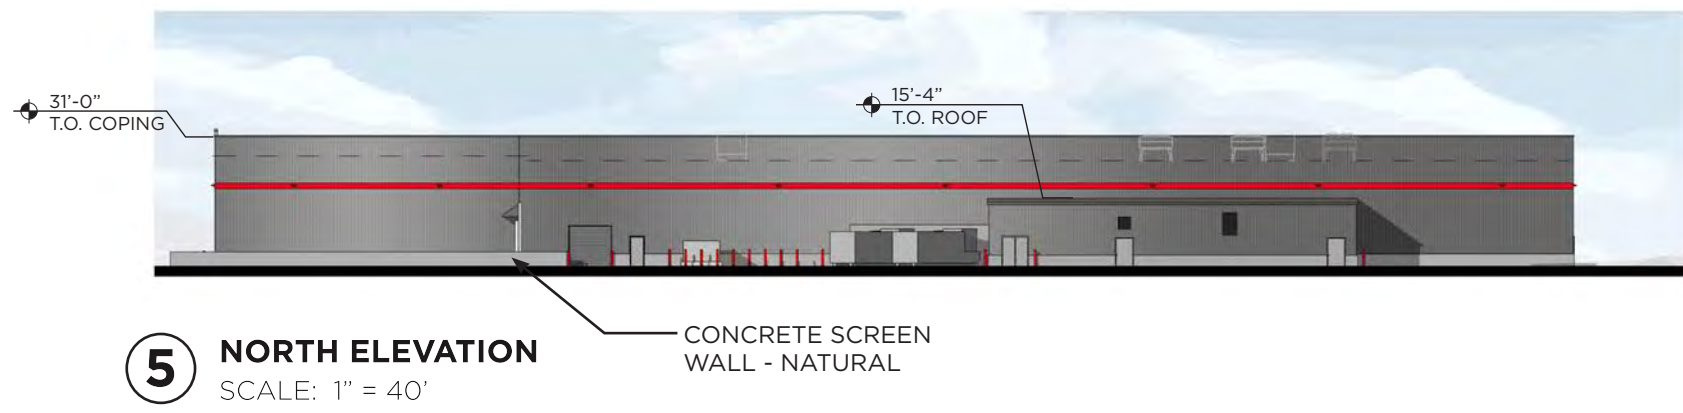 31'-0”
T.O. COPING
15'-4”
T.O. ROOF
CONCRETE SCREEN
WALL - NATURAL
5
NORTH ELEVATION
SCALE: 1” = 40’